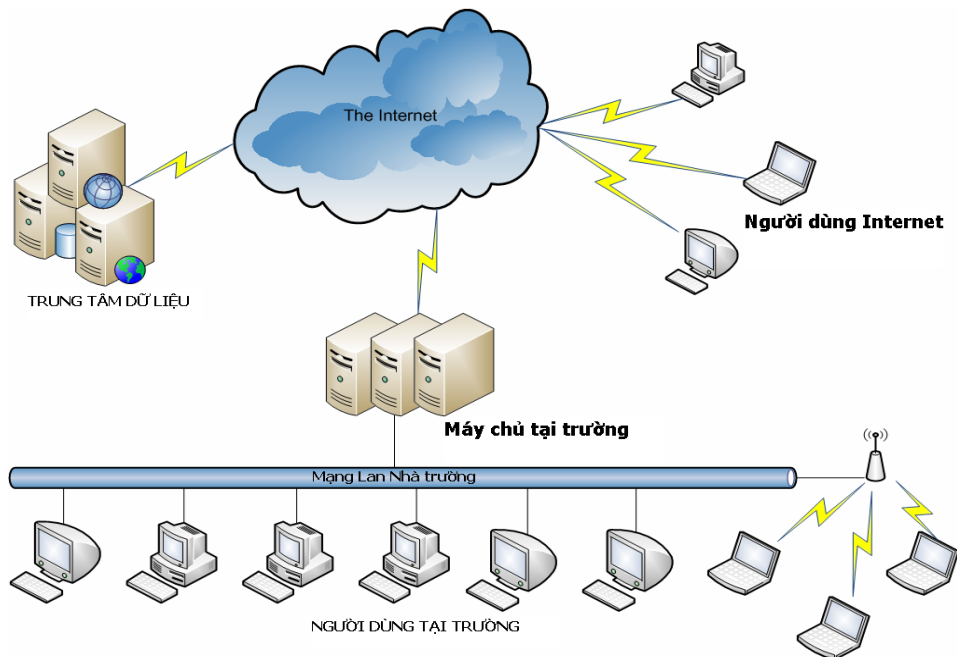 The Internet
Người dùng Internet
TRUNG TÂM DỮ LIỆU
Máy chủ tại trường
Mạng Lan Nhà trường
NGƯỜI DÙNG TẠI TRƯỜNG